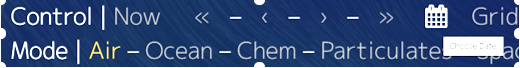 Control | Now « – ‹ – › – » Grid
Mode | Air – Ocean – Chem – Particulates
Choose Date